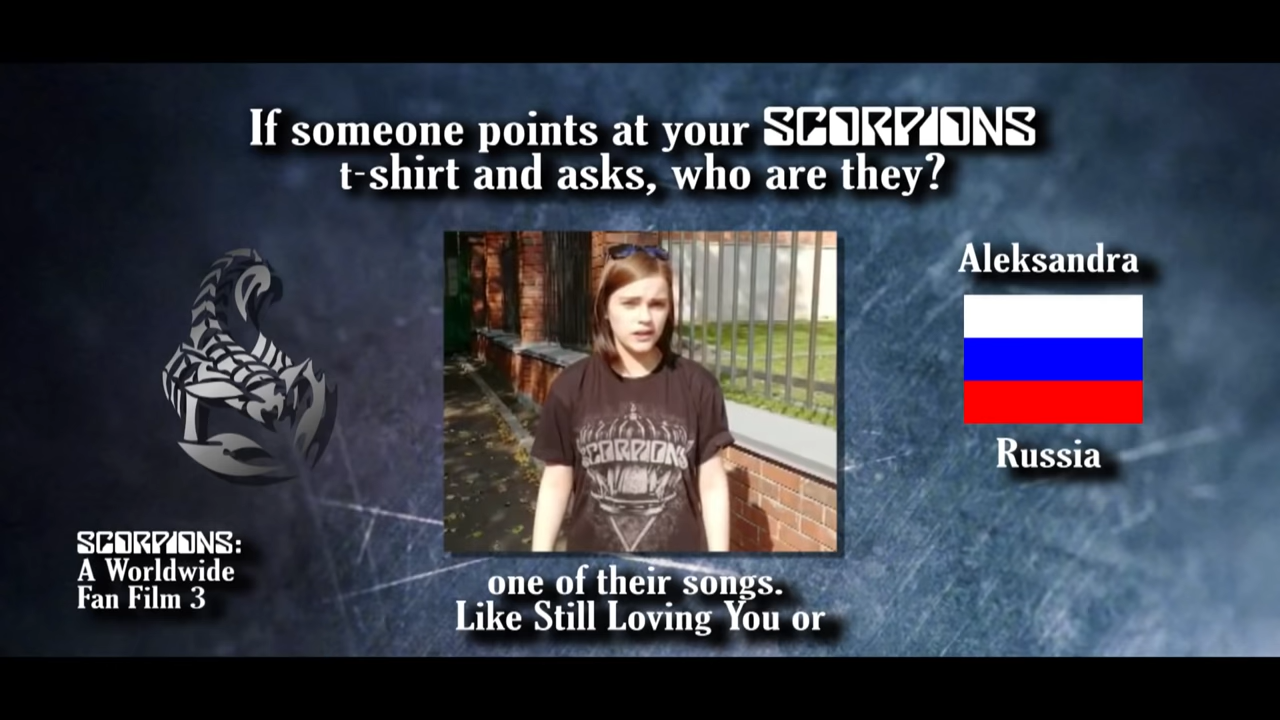 If someone points at your SCORPIONS
t-shirt and asks, who are they?
Aleksandra
SCORPIONS
Russia
SCORPIONS:
A Worldwide
Fan Film 3
one of their songs.
Like Still Loving You or